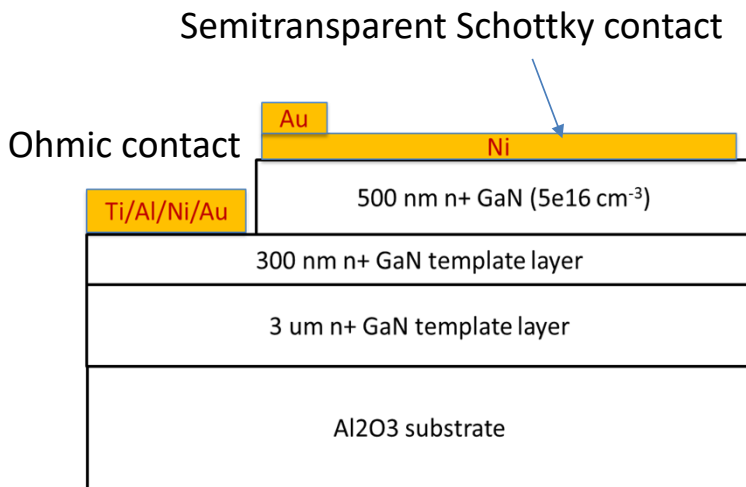 Semitransparent Schottky contact
Au
Ohmic contact
Ni
500 nm n+ GaN (5e16 cm-3)
Ti/Al/Ni/Au
300 nm n+ GaN template layer
3 um n+ GaN template layer
Al2O3 substrate